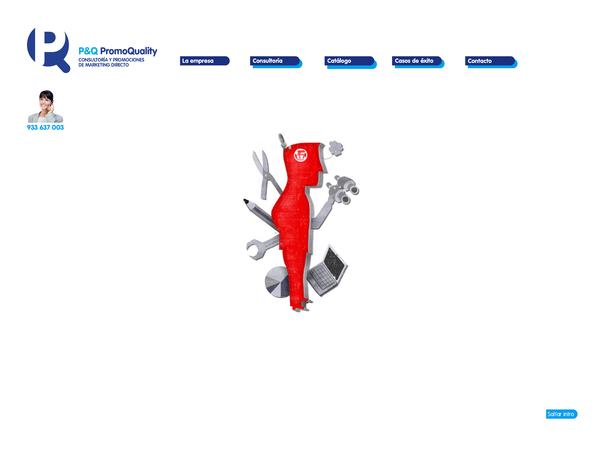 P&Q PromoQuality
CONSULTORÍA Y PROMOCIONES
DE MARKETING DIRECTO
La empresa
Consultoría
Catálogo
Casos de éxito
Contacto
933 637 003
Saltar intro